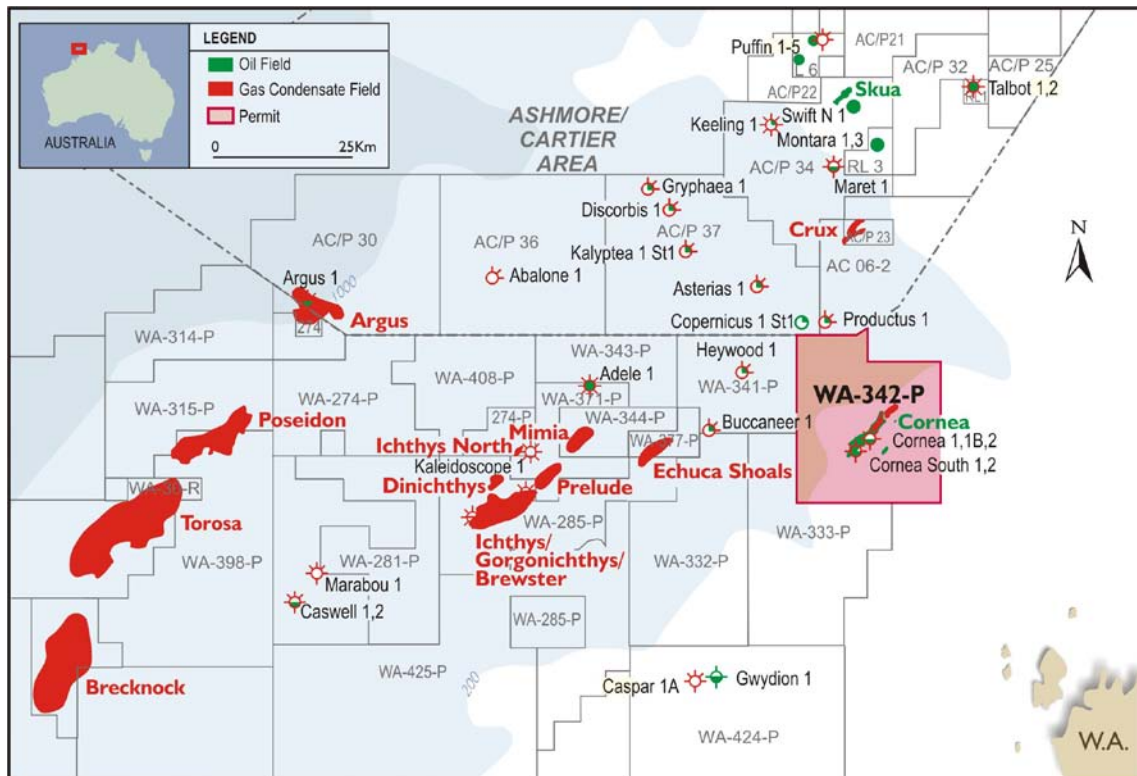 LEGEND
Oil Field
Gas Condensate Field
Permit
0 25Km
AUSTRALIA
Puffin 1-5
AC/P21
L 6
AC/P 32
AC/P 25
AC/P22
Skua
RL1
Talbot 1,2
Swift N 1
Keeling 1
Montara 1,3
ASHMORE/
CARTIER
AREA
AC/P 34
RL 3
Maret 1
Gryphaea 1
Discorbis 1
AC/P 30
AC/P 36
AC/P 37
Crux
AC/P 23
N
Kalyptea 1 St1
AC 06-2
Abalone 1
Argus 1
1000
Asterias 1
Argus
274
Copernicus 1 St1
Productus 1
WA-314-P
WA-343-P
Heywood 1
WA-408-P
Adele 1
WA-341-P
WA-342-P
WA-315-P
WA-274-P
WA-371-P
Poseidon
274-P
WA-344-P
Cornea
Mimia
Buccaneer 1
Ichthys North
WA-377-P
Cornea 1,1B,2
Kaleidoscope 1
Echuca Shoals
Cornea South 1,2
WA-30-R
Dinichthys
Prelude
Torosa
WA-285-P
WA-333-P
Ichthys/
Gorgonichthys/
Brewster
WA-398-P
WA-281-P
WA-332-P
Marabou 1
Caswell 1,2
WA-285-P
WA-425-P
200
Brecknock
Caspar 1A
Gwydion 1
WA-424-P
W.A.